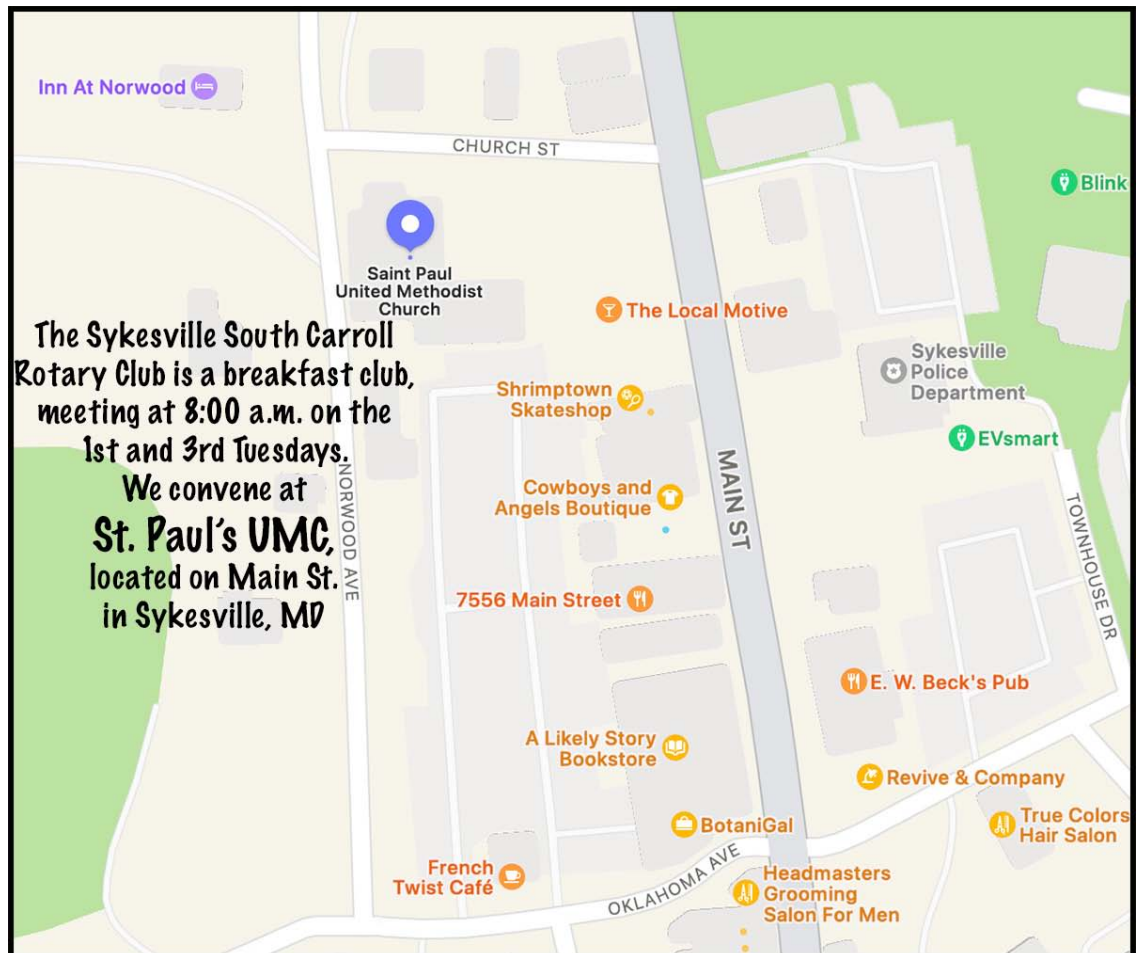 Inn At Norwood
CHURCH ST
Blink
Saint Paul
United Methodist
Church
The Local Motive
The Sykesville South Carroll
Rotary Club is a breakfast club,
meeting at 8:00 a.m. on the
1st and 3rd Tuesdays.
We convene at
St. Paul's UMC,
located on Main St.
in Sykesville, MD
Sykesville
Police
Department
Shrimptown
Skateshop
EVsmart
MAIN ST
Cowboys and
Angels Boutique
NORWOOD AVE
TOWNHOUSE DR
7556 Main Street
E. W. Beck's Pub
A Likely Story
Bookstore
Revive & Company
BotaniGal
True Colors
Hair Salon
French
Twist Café
OKLAHOMA AVE
Headmasters
Grooming
Salon For Men